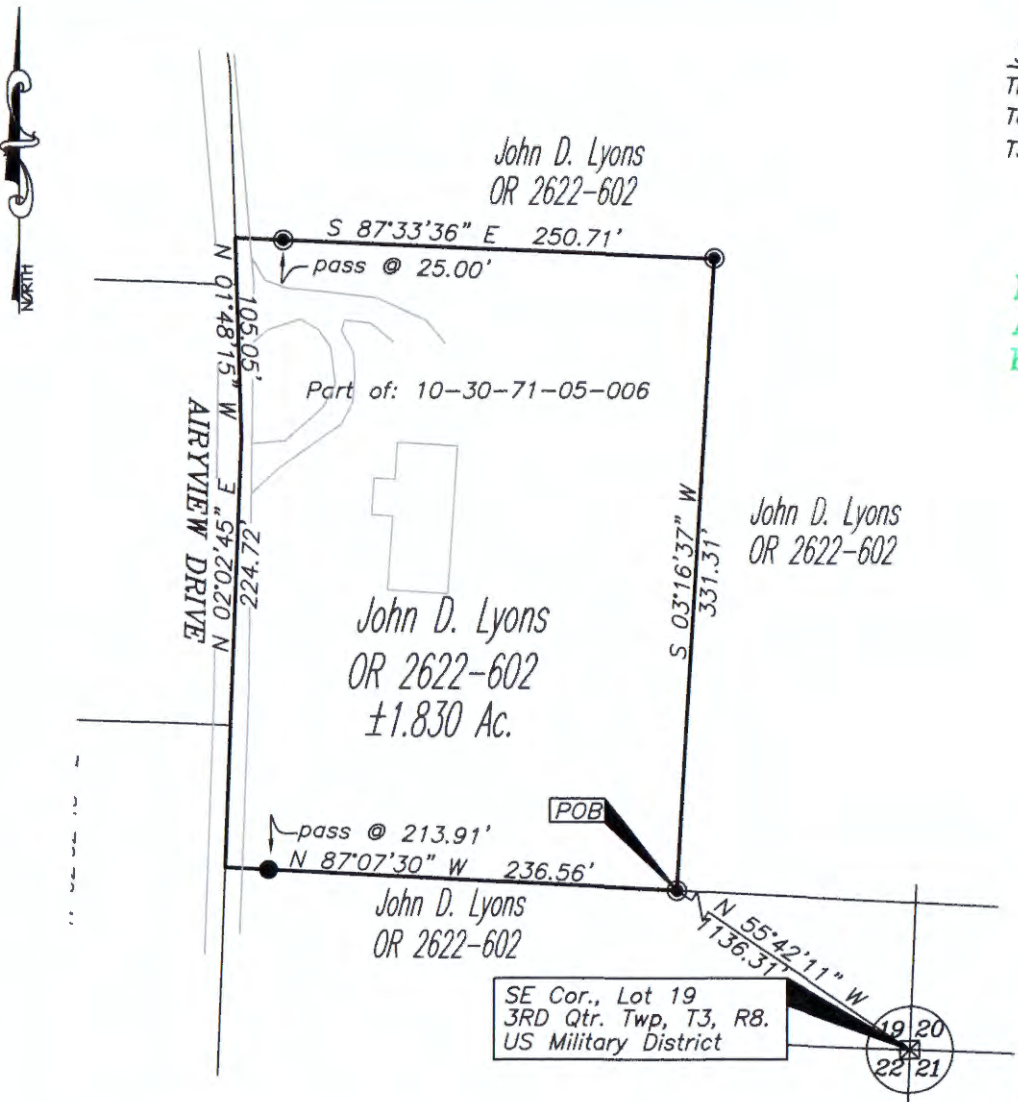 NORTH
John D. Lyons
OR 2622-602
S 87°33'36" E 250.71'
pass @ 25.00'
N 01°48'15" W
105.05'
Part of: 10-30-71-05-006
AIRYVIEW DRIVE
N 02°02'45" E
224.72'
S 03°16'37" W
331.31'
John D. Lyons
OR 2622-602
John D. Lyons
OR 2622-602
±1.830 Ac.
POB
pass @ 213.91'
N 87°07'30" W 236.56'
John D. Lyons
OR 2622-602
N 55°42'11" W
1136.31'
SE Cor., Lot 19
3RD Qtr. Twp, T3, R8.
US Military District
19 20
22 21